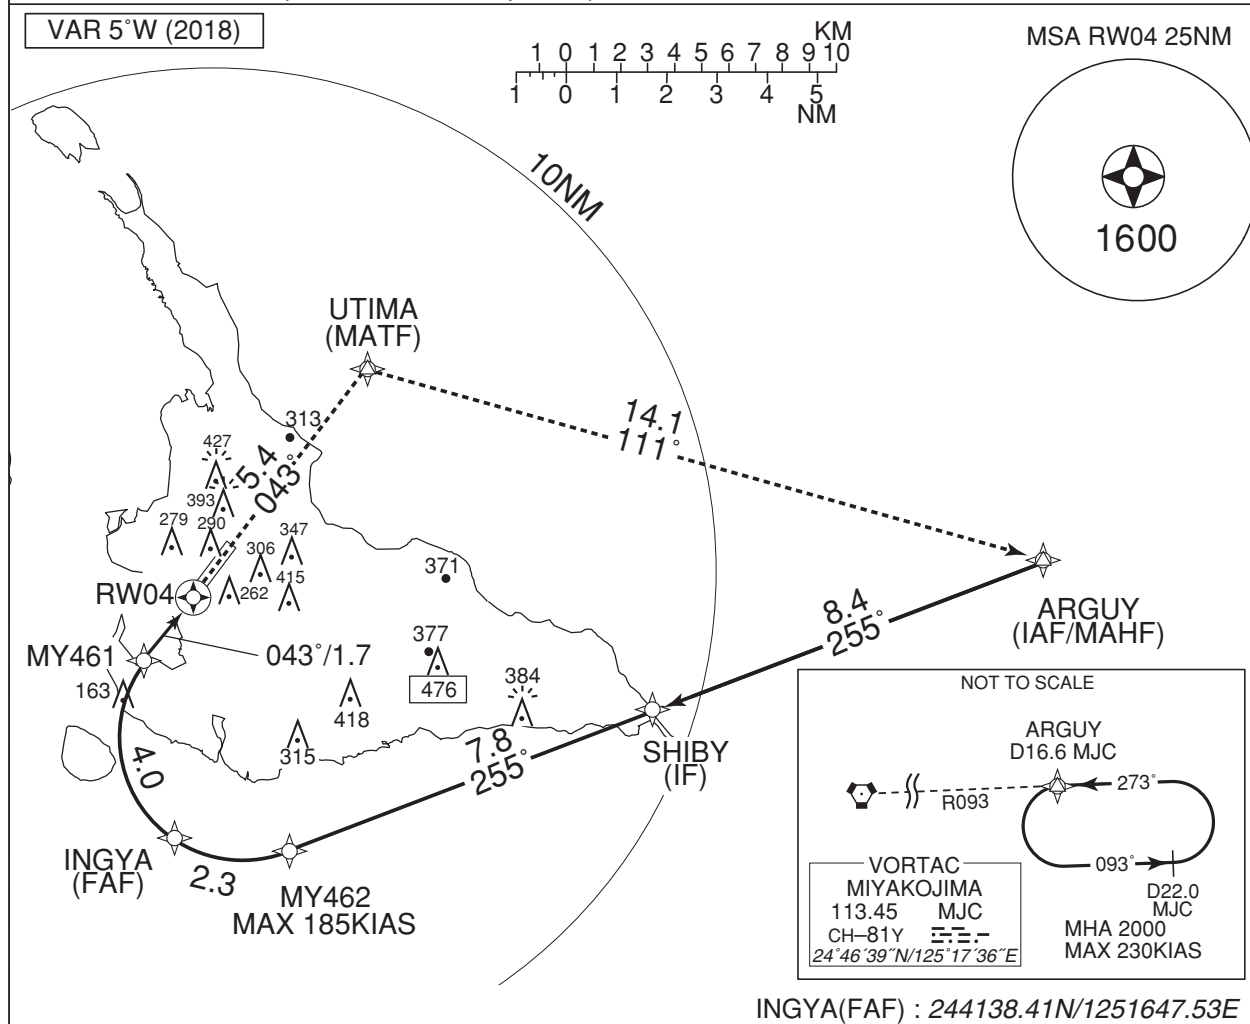 VAR 5˚W (2018)
KM
1 0 1 2 3 4 5 6 7 8 9 10
1 0 1 2 3 4 5
NM
MSA RW04 25NM
1600
10NM
UTIMA
(MATF)
14.1
111˚
313
427
5.4
043˚
393
279
290
347
306
415
262
371
RW04
8.4
255˚
ARGUY
(IAF/MAHF)
MY461
043˚/1.7
377
476
384
163
418
315
7.8
255˚
SHIBY
(IF)
4.0
INGYA
(FAF)
2.3
MY462
MAX 185KIAS
NOT TO SCALE
ARGUY
D16.6 MJC
273˚
R093
093˚
D22.0
MJC
VORTAC
MIYAKOJIMA
113.45 MJC
CH–81Y
24˚46´39˝N/125˚17´36˝E
MHA 2000
MAX 230KIAS
INGYA(FAF) : 244138.41N/1251647.53E